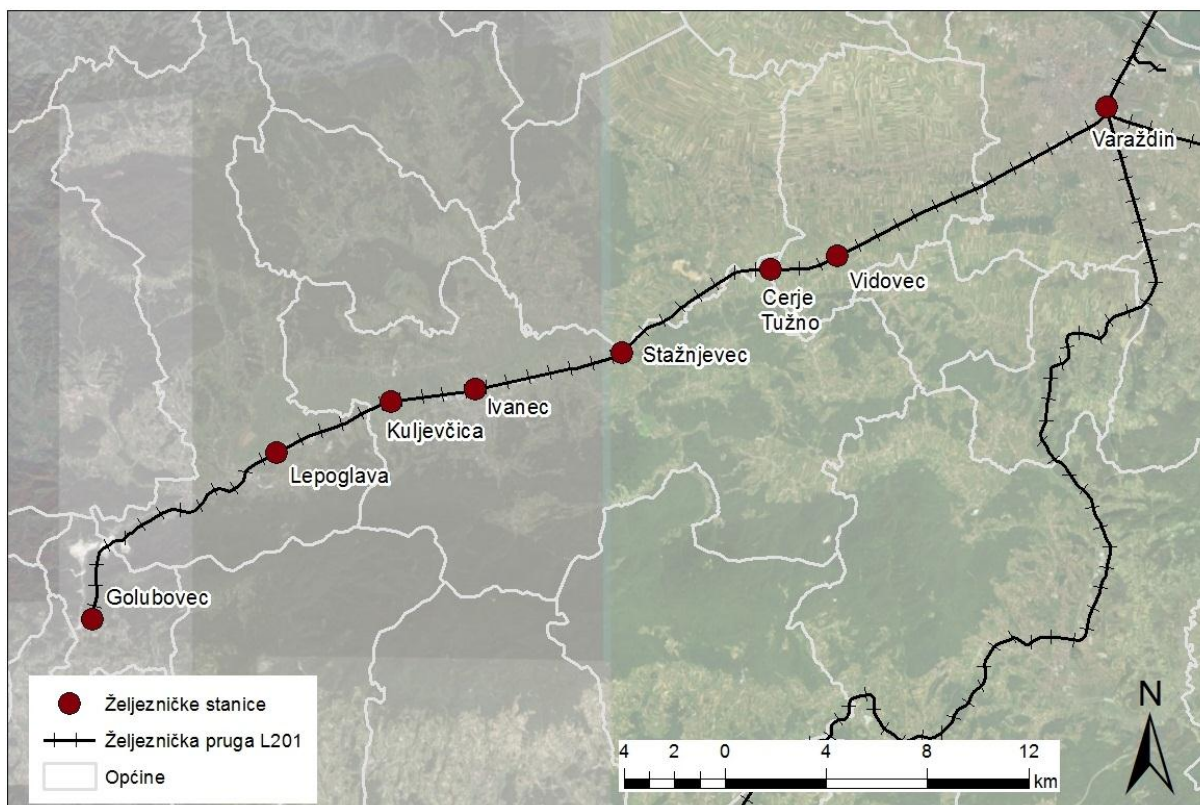 Varaždin
Vidovec
Cerje
Tužno
Stažnjevec
Ivanec
Kuljevčica
Lepoglava
Golubovec
Željezničke stanice
Željeznička pruga L201
Općine
N
4 2 0 4 8 12
km